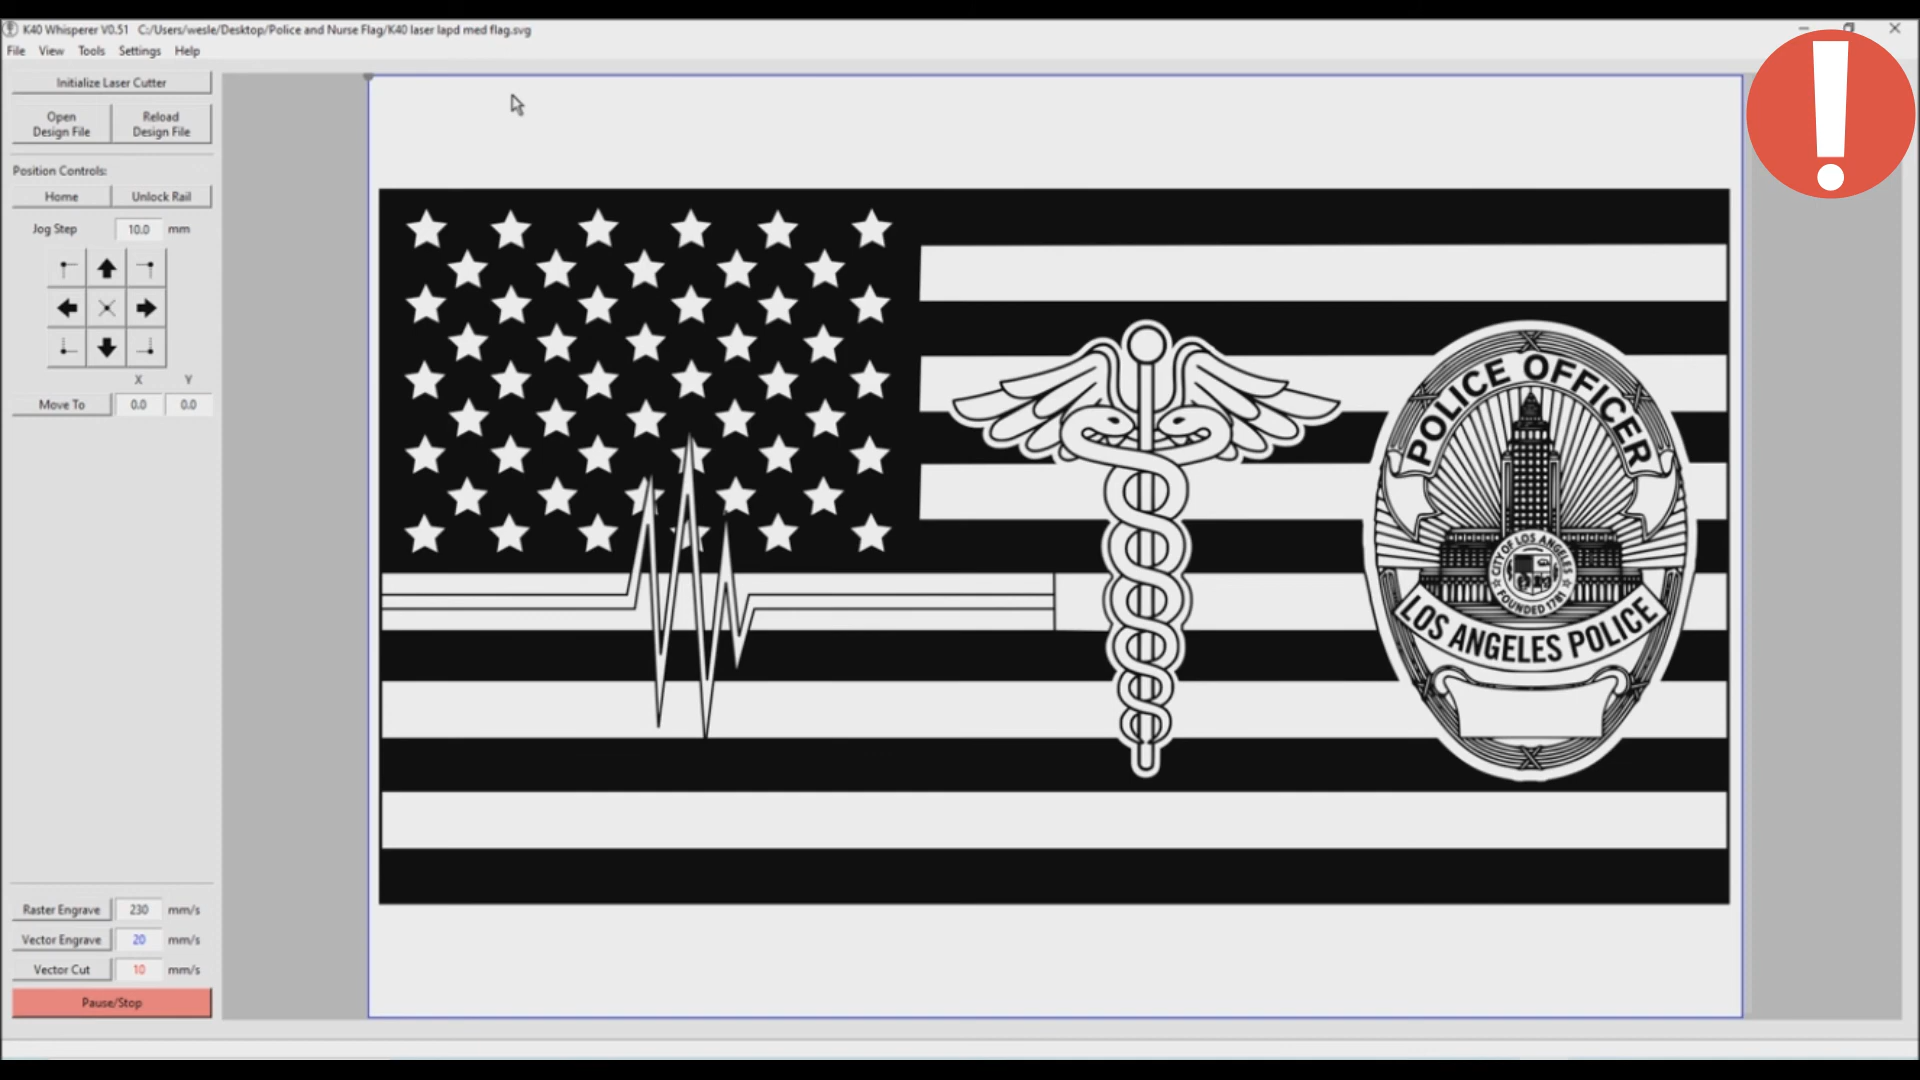 K40 Whisperer V0.51 C:/Users/wesle/Desktop/Police and Nurse Flag/K40 laser lapd med flag.svg
File View Tools Settings Help
Initialize Laser Cutter
Open Design File
Reload Design File
Position Controls:
Home Unlock Rail
Jog Step 10.0 mm
X Y
Move To 0.0 0.0
Raster Engrave 230 mm/s
Vector Engrave 20 mm/s
Vector Cut 10 mm/s
Pause/Stop
POLICE OFFICER
CITY OF LOS ANGELES
FOUNDED 1781
LOS ANGELES POLICE
!